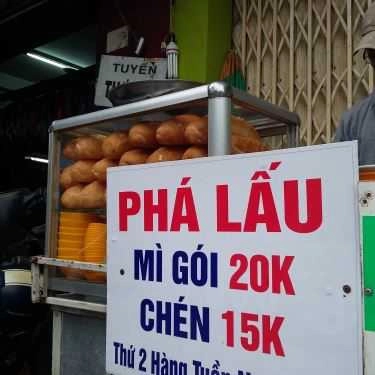 TUYỂN
PHÁ LẤU
MÌ GÓI 20K
CHÉN 15K
Thứ 2 Hàng Tuần